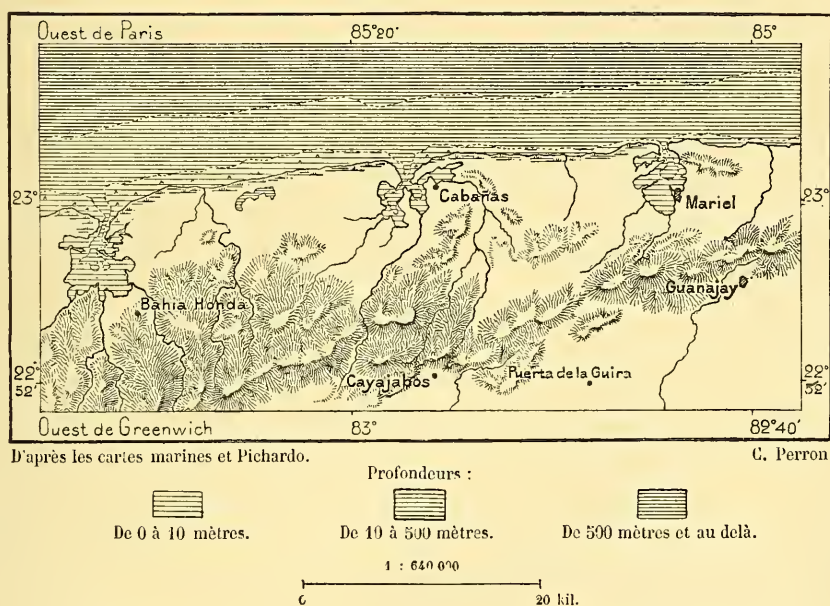 Ouest de Paris 85°20' 85°
23° Cabañas Mariel 23°
Bahia Honda Guanajay
22° 52' Cayajabos Puerta de la Guira 22° 52'
Ouest de Greenwich 83° 82°40'
D'après les cartes marines et Pichardo. C. Perron
Profondeurs :
De 0 à 10 mètres. De 10 à 500 mètres. De 500 mètres et au delà.
1 : 640 000
0 20 kil.